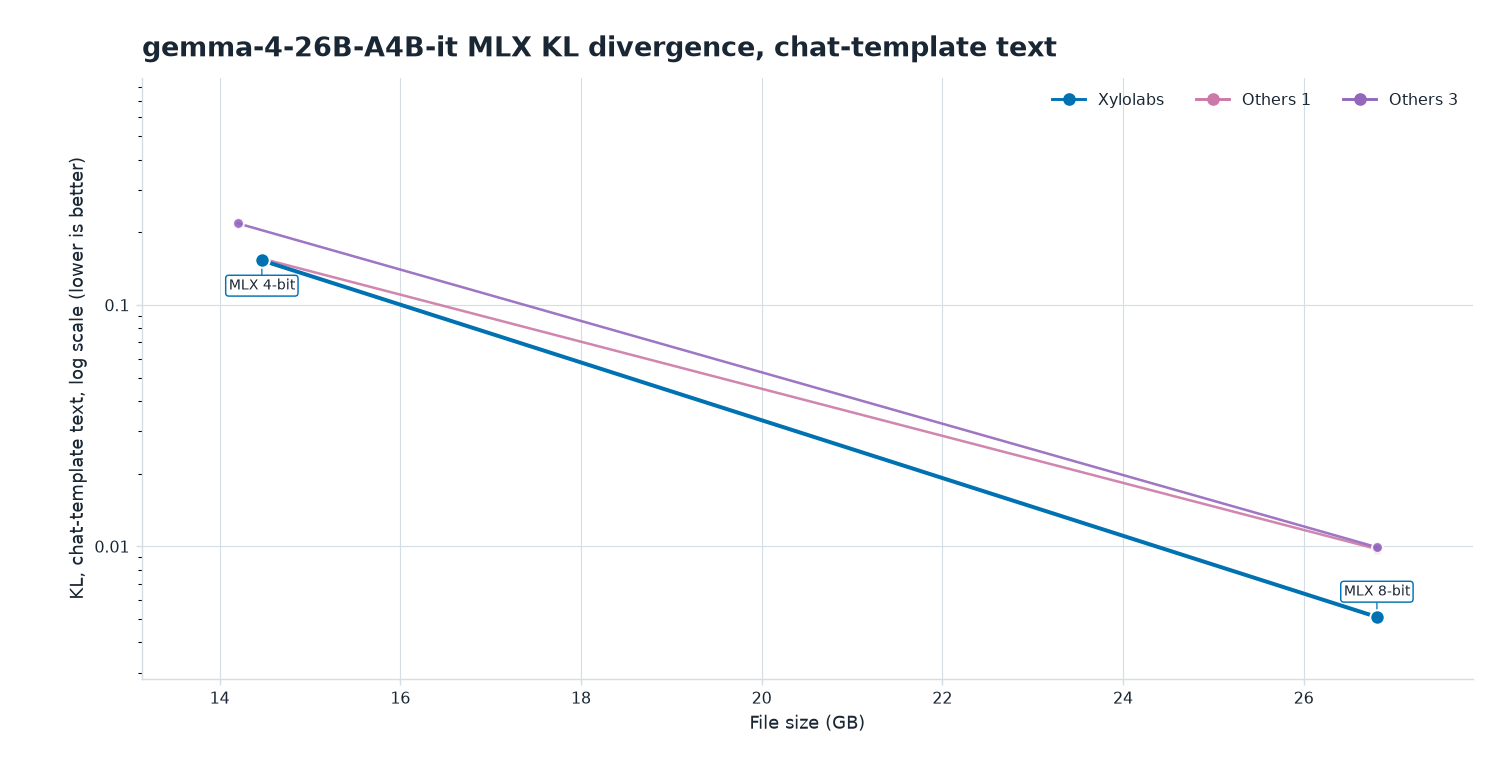 gemma-4-26B-A4B-it MLX KL divergence, chat-template text
Xylolabs
Others 1
Others 3
KL, chat-template text, log scale (lower is better)
0.1
0.01
MLX 4-bit
MLX 8-bit
14
16
18
20
22
24
26
File size (GB)